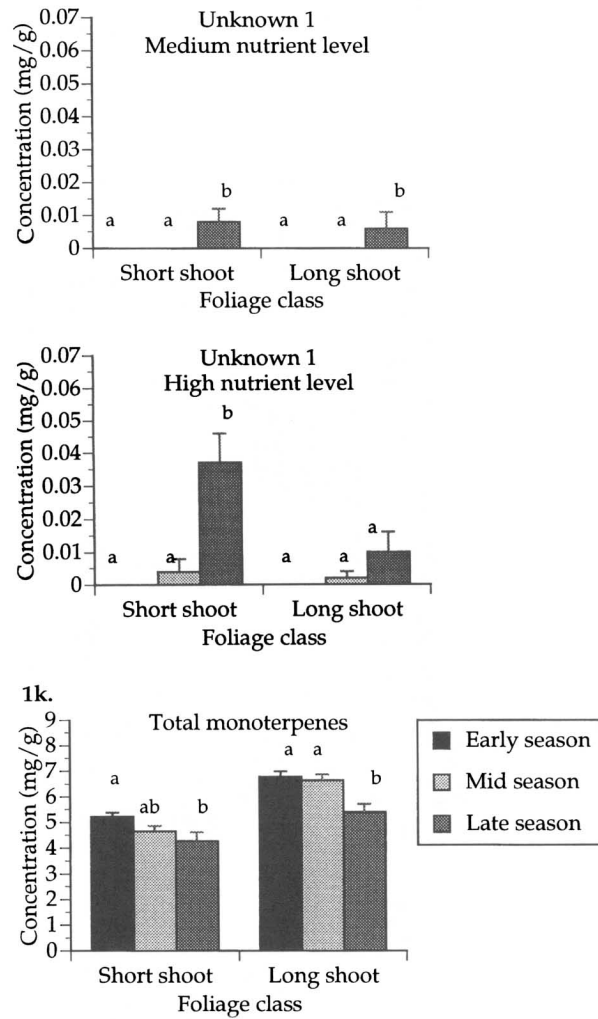 Unknown 1
Medium nutrient level
Concentration (mg/g)
0.07
0.06
0.05
0.04
0.03
0.02
0.01
0
a a b a a b
Short shoot Long shoot
Foliage class
Unknown 1
High nutrient level
Concentration (mg/g)
0.07
0.06
0.05
0.04
0.03
0.02
0.01
0
a a b a a a
Short shoot Long shoot
Foliage class
1k.
Total monoterpenes
Concentration (mg/g)
9
8
7
6
5
4
3
2
1
0
a ab b a a b
Short shoot Long shoot
Foliage class
Early season
Mid season
Late season